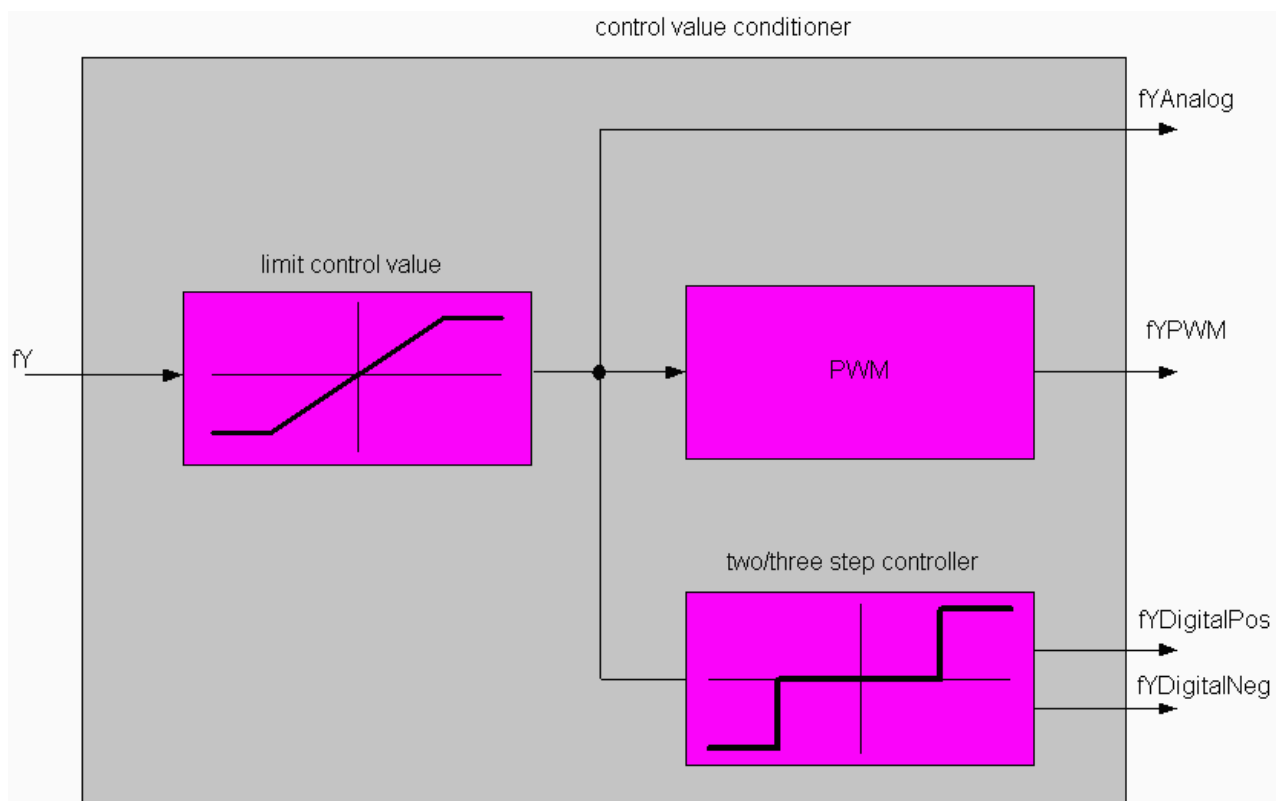 control value conditioner
fYAnalog
limit control value
fY
PWM
fYPWM
two/three step controller
fYDigitalPos
fYDigitalNeg